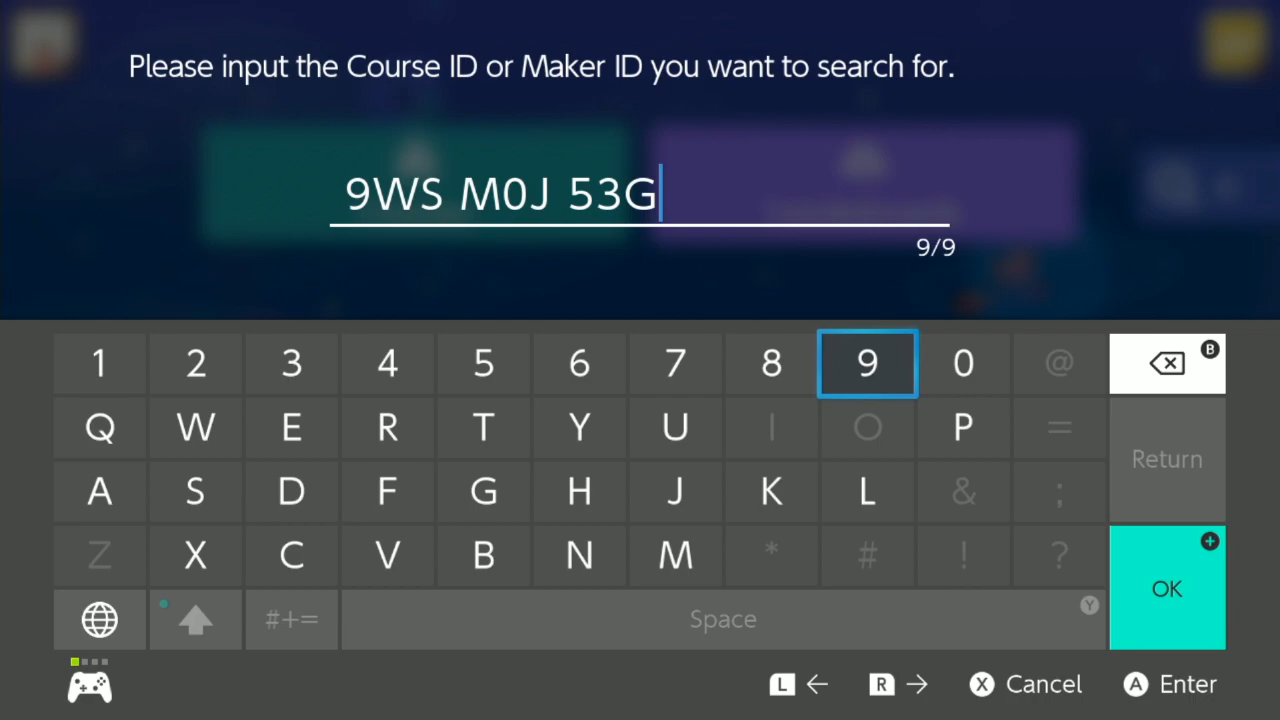 Please input the Course ID or Maker ID you want to search for.
9WS M0J 53G
9/9
1 2 3 4 5 6 7 8 9 0 @ B
Q W E R T Y U I O P = Return
A S D F G H J K L & ;
Z X C V B N M * # ! ? + OK
#+= Space Y
L ← R → X Cancel A Enter